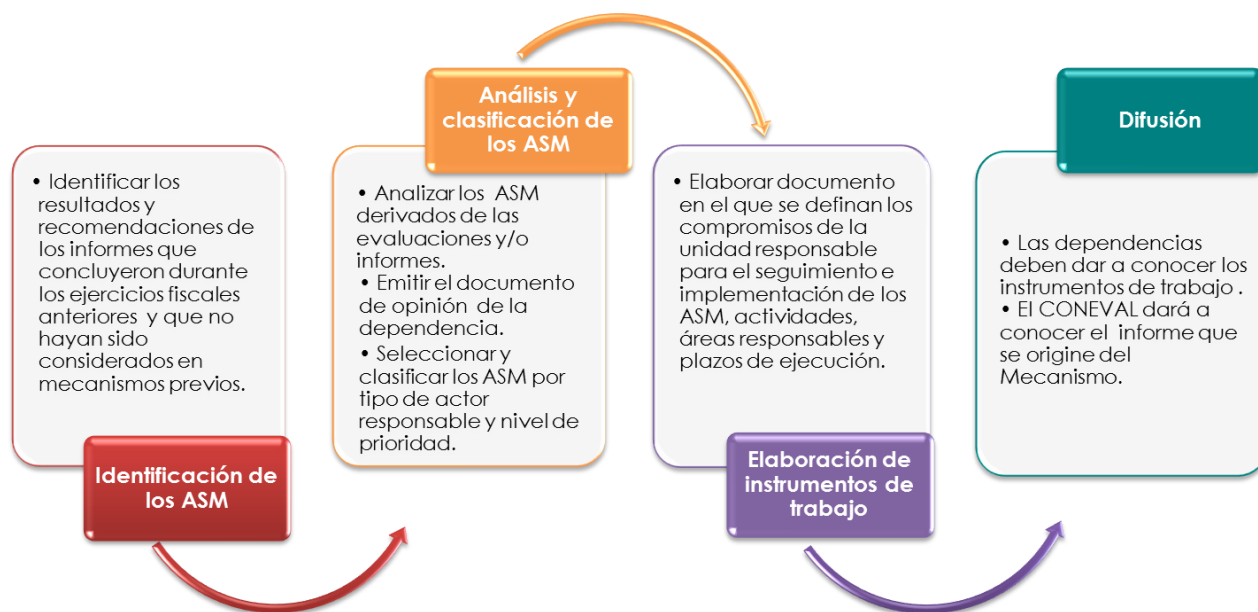 • Identificar los
resultados y
recomendaciones de
los informes que
concluyeron durante
los ejercicios fiscales
anteriores y que no
hayan sido
considerados en
mecanismos previos.
Identificación de
los ASM
Análisis y
clasificación de
los ASM
• Analizar los ASM
derivados de las
evaluaciones y/o
informes.
• Emitir el documento
de opinión de la
dependencia.
• Seleccionar y
clasificar los ASM por
tipo de actor
responsable y nivel de
prioridad.
• Elaborar documento
en el que se definan los
compromisos de la
unidad responsable
para el seguimiento e
implementación de los
ASM, actividades,
áreas responsables y
plazos de ejecución.
Elaboración de
instrumentos de
trabajo
Difusión
• Las dependencias
deben dar a conocer los
instrumentos de trabajo .
• El CONEVAL dará a
conocer el informe que
se origine del
Mecanismo.